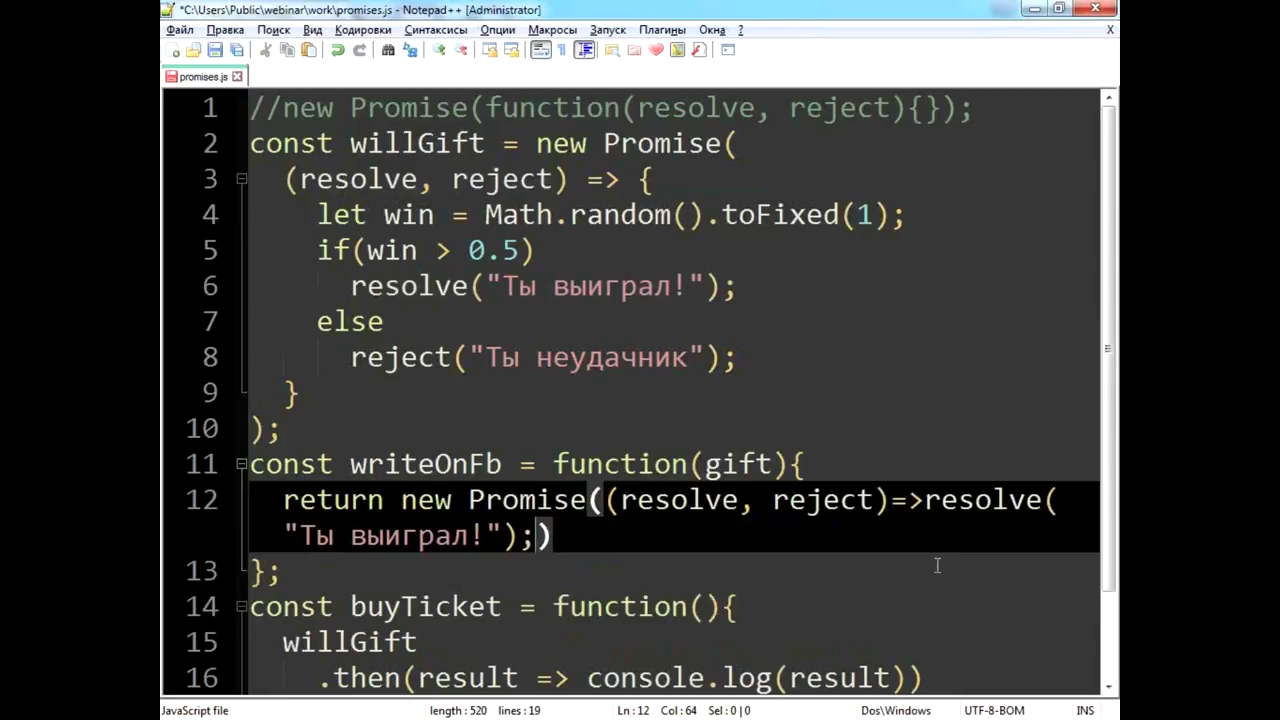 *C:\Users\Public\webinar\work\promises.js - Notepad++ [Administrator]
Файл Правка Поиск Вид Кодировки Синтаксисы Опции Макросы Запуск Плагины Окна ? X
promises.js
1 //new Promise(function(resolve, reject){});
2 const willGift = new Promise(
3 (resolve, reject) => {
4 let win = Math.random().toFixed(1);
5 if(win > 0.5)
6 resolve("Ты выиграл!");
7 else
8 reject("Ты неудачник");
9 }
10 );
11 const writeOnFb = function(gift){
12 return new Promise((resolve, reject)=>resolve(
"Ты выиграл!");)
13 };
14 const buyTicket = function(){
15 willGift
16 .then(result => console.log(result))
JavaScript file length : 520 lines : 19 Ln : 12 Col : 64 Sel : 0 | 0 Dos\Windows UTF-8-BOM INS